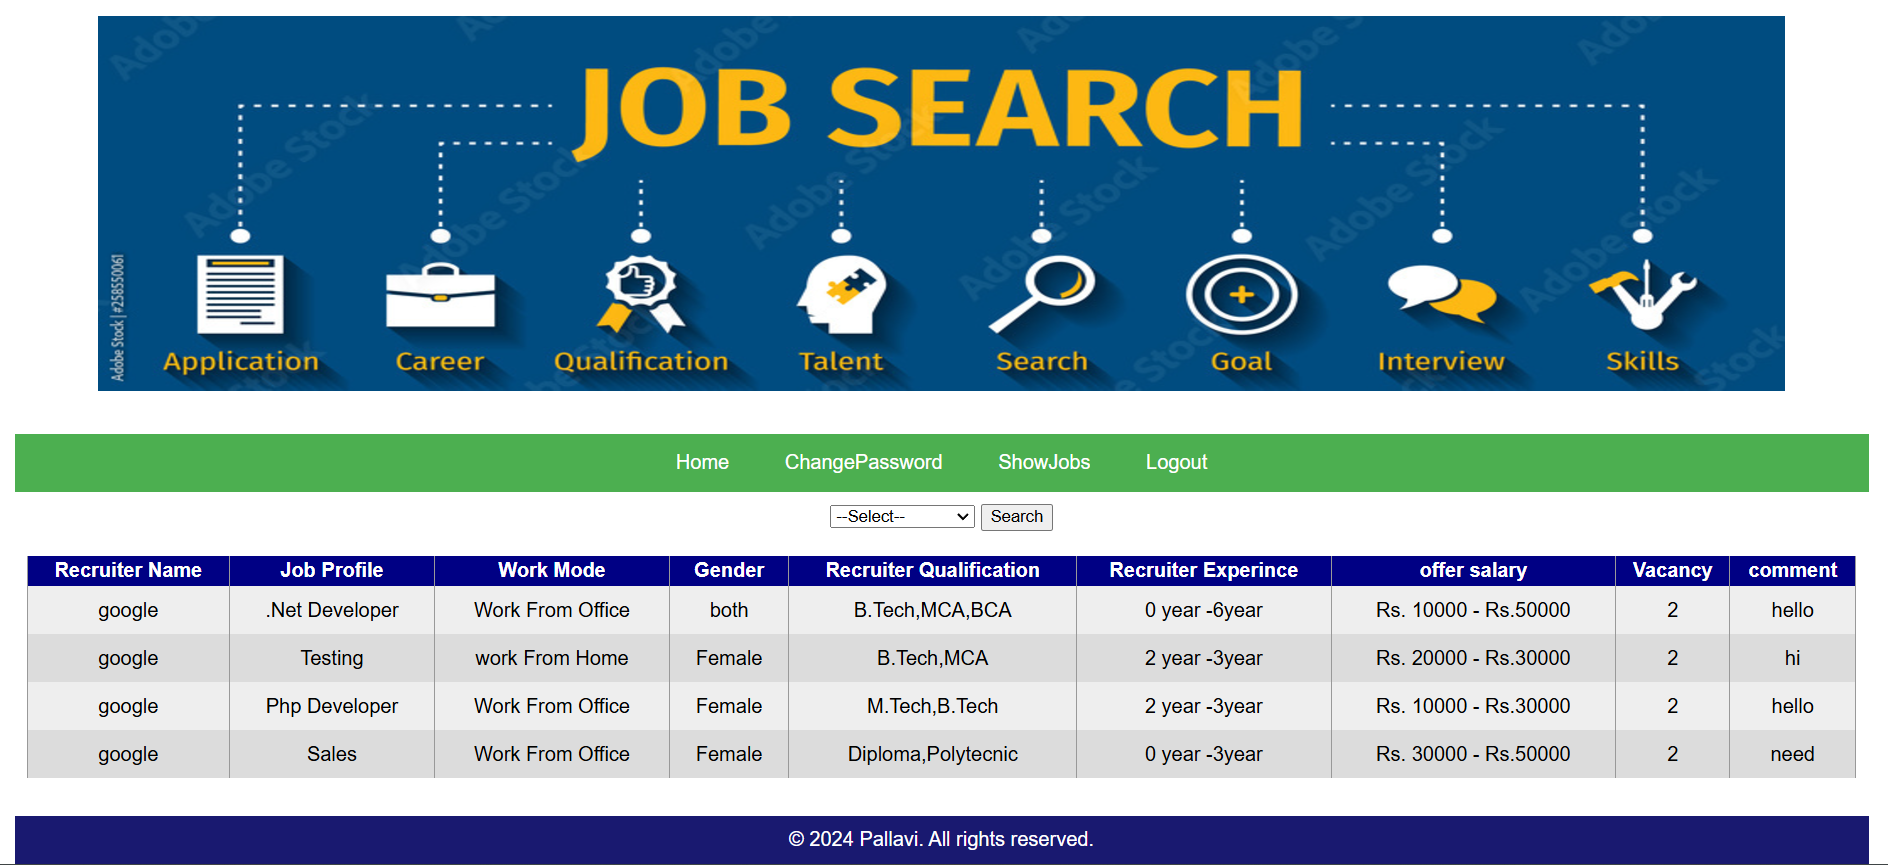 JOB SEARCH
Application Career Qualification Talent Search Goal Interview Skills
Adobe Stock | #258550061
Adobe Stock
Home ChangePassword ShowJobs Logout
--Select-- Search
Recruiter Name Job Profile Work Mode Gender Recruiter Qualification Recruiter Experince offer salary Vacancy comment
google .Net Developer Work From Office both B.Tech,MCA,BCA 0 year -6year Rs. 10000 - Rs.50000 2 hello
google Testing work From Home Female B.Tech,MCA 2 year -3year Rs. 20000 - Rs.30000 2 hi
google Php Developer Work From Office Female M.Tech,B.Tech 2 year -3year Rs. 10000 - Rs.30000 2 hello
google Sales Work From Office Female Diploma,Polytecnic 0 year -3year Rs. 30000 - Rs.50000 2 need
© 2024 Pallavi. All rights reserved.